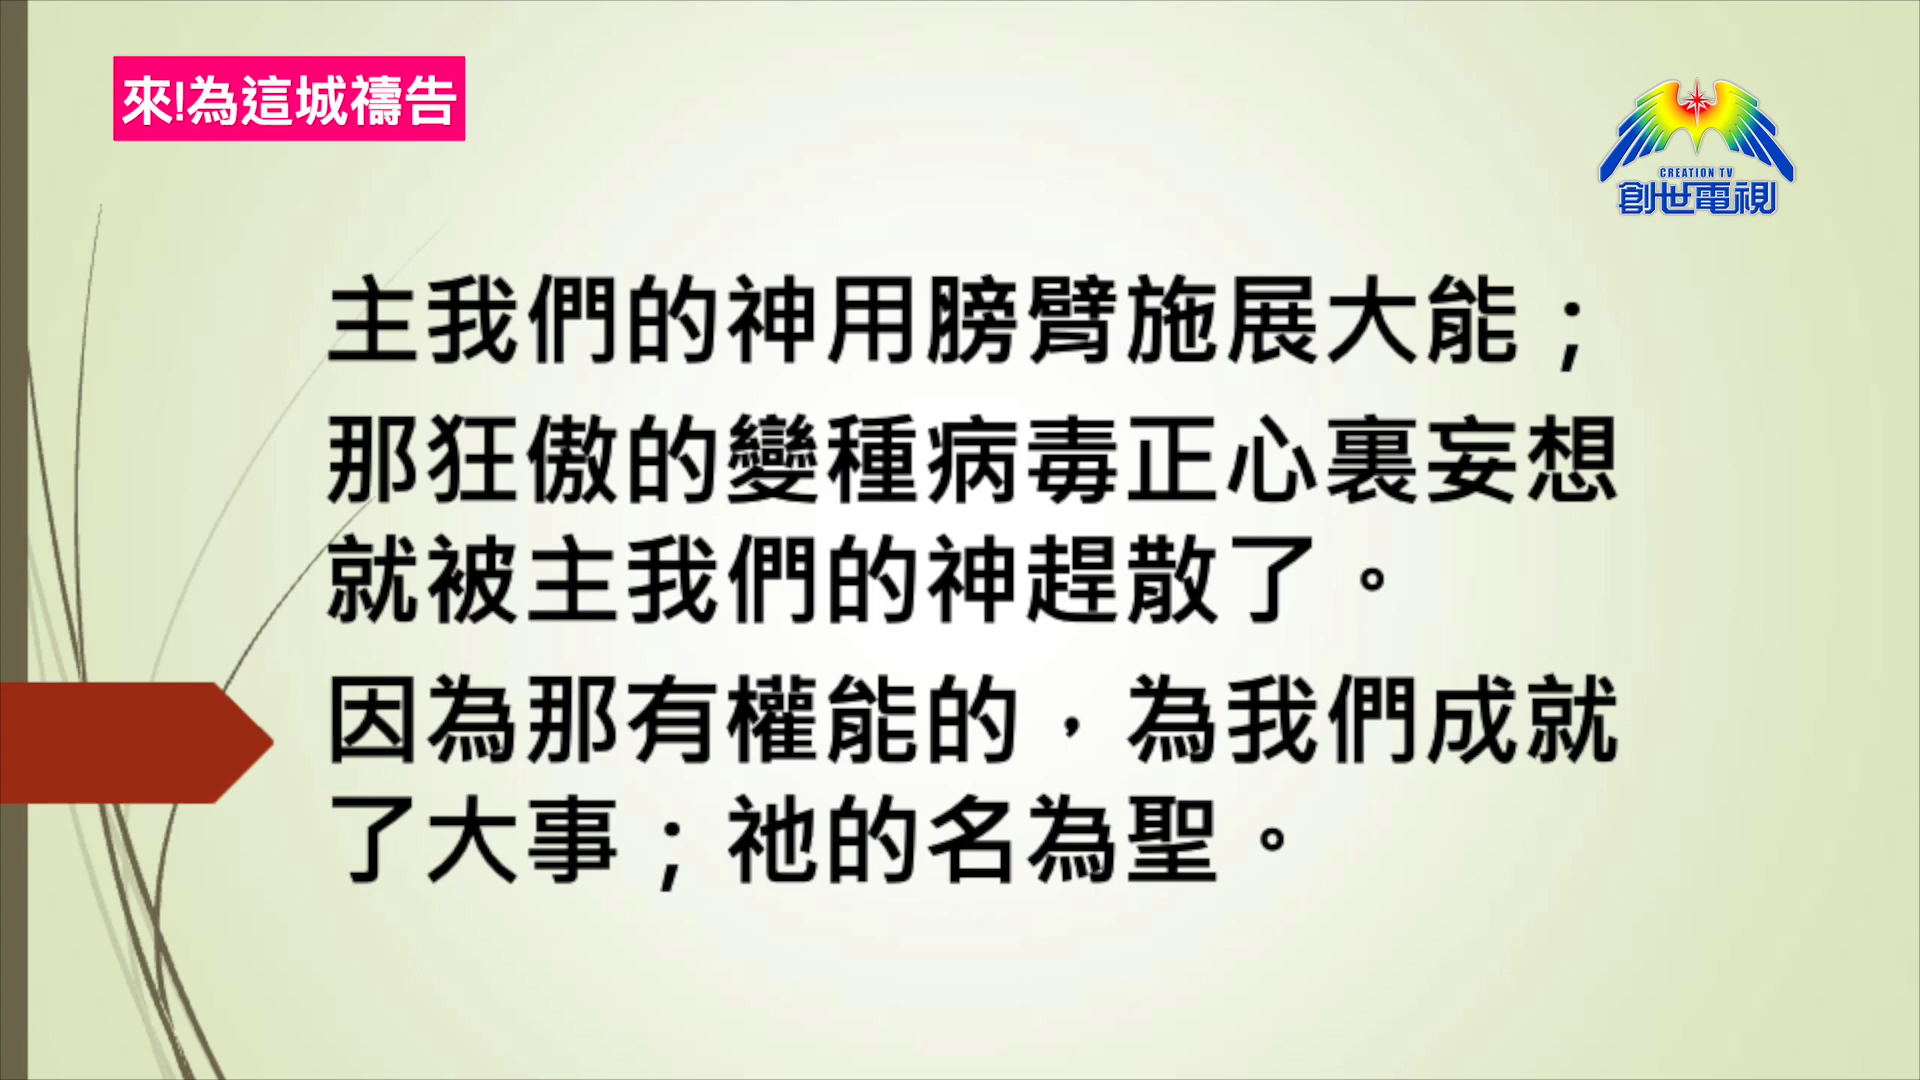 來!為這城禱告
CREATION TV
創世電視
主我們的神用膀臂施展大能；
那狂傲的變種病毒正心裏妄想
就被主我們的神趕散了。
因為那有權能的，為我們成就
了大事；祂的名為聖。